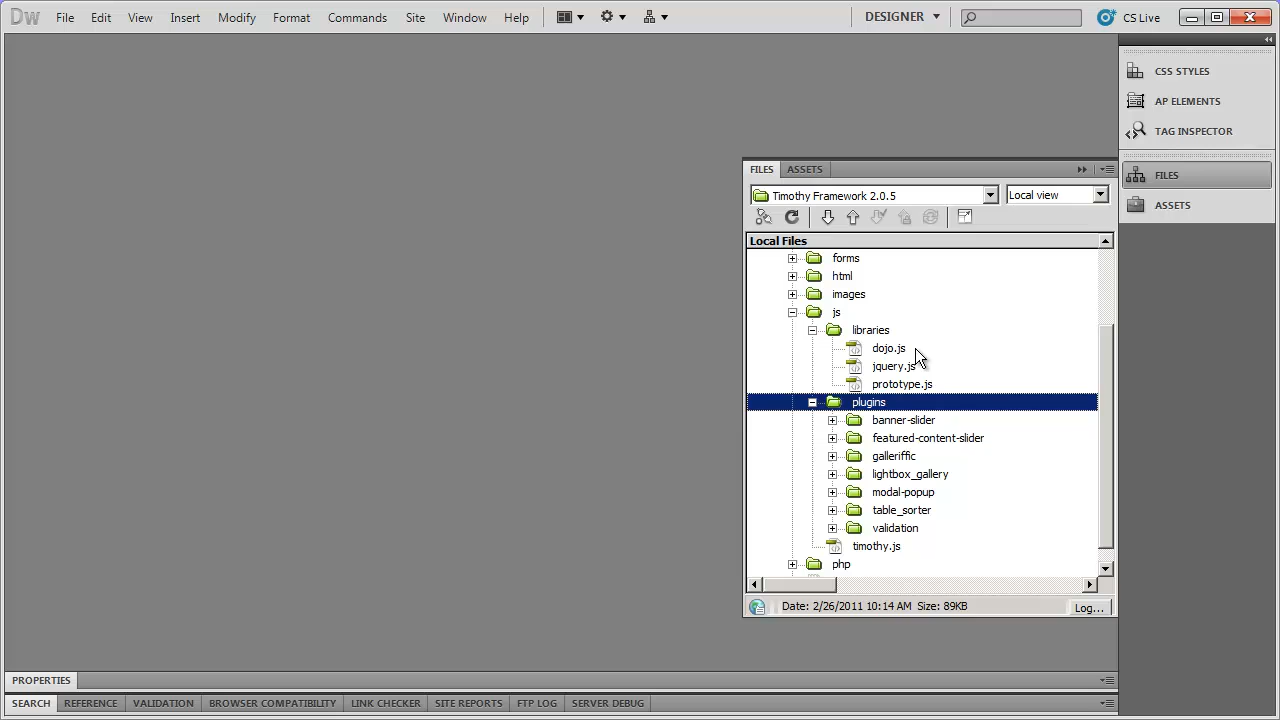 Dw File Edit View Insert Modify Format Commands Site Window Help DESIGNER CS Live
CSS STYLES
AP ELEMENTS
TAG INSPECTOR
FILES
ASSETS
FILES ASSETS
Timothy Framework 2.0.5 Local view
Local Files
forms
html
images
js
libraries
dojo.js
jquery.js
prototype.js
plugins
banner-slider
featured-content-slider
galleriffic
lightbox_gallery
modal-popup
table_sorter
validation
timothy.js
php
Date: 2/26/2011 10:14 AM Size: 89KB Log...
PROPERTIES
SEARCH REFERENCE VALIDATION BROWSER COMPATIBILITY LINK CHECKER SITE REPORTS FTP LOG SERVER DEBUG